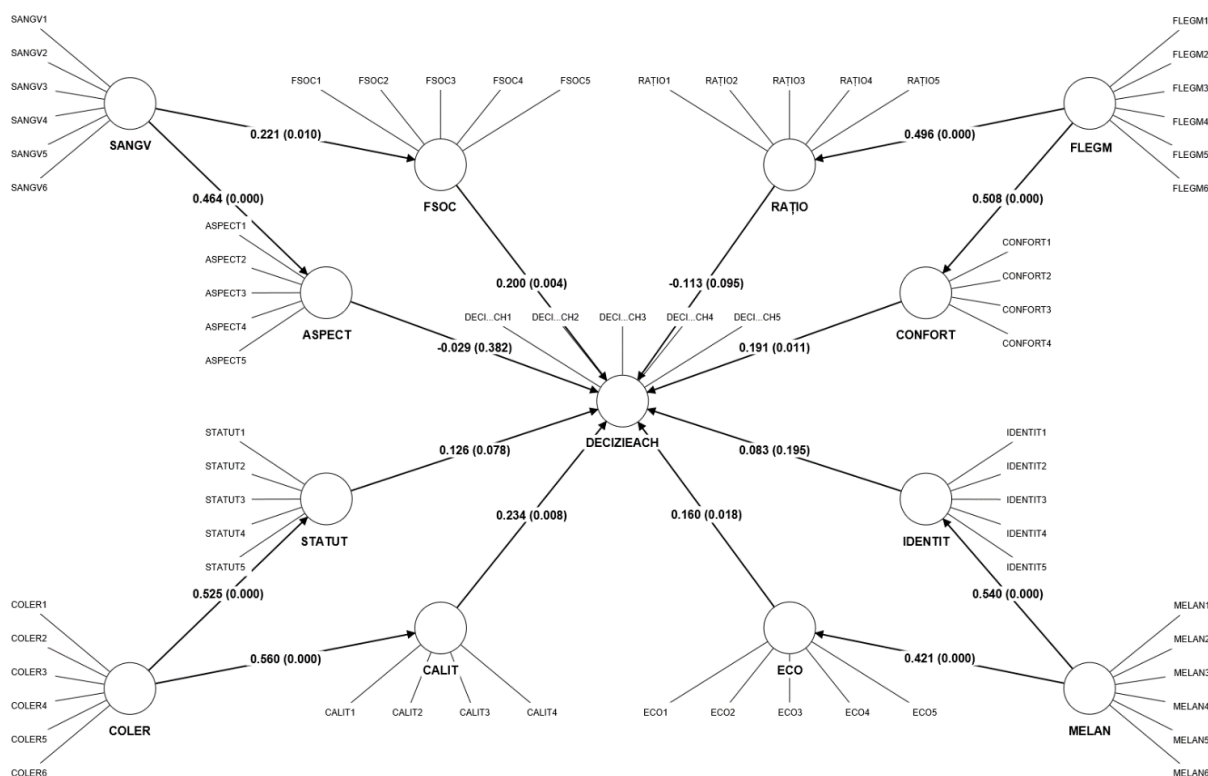 SANGV1
SANGV2
SANGV3
SANGV4
SANGV5
SANGV6
SANGV
FSOC1
FSOC2
FSOC3
FSOC4
FSOC5
FSOC
0.221 (0.010)
0.464 (0.000)
RAȚIO1
RAȚIO2
RAȚIO3
RAȚIO4
RAȚIO5
RAȚIO
0.496 (0.000)
FLEGM1
FLEGM2
FLEGM3
FLEGM4
FLEGM5
FLEGM6
FLEGM
0.508 (0.000)
ASPECT1
ASPECT2
ASPECT3
ASPECT4
ASPECT5
ASPECT
0.200 (0.004)
-0.113 (0.095)
CONFORT1
CONFORT2
CONFORT3
CONFORT4
CONFORT
-0.029 (0.382)
DECI...CH1
DECI...CH2
DECI...CH3
DECI...CH4
DECI...CH5
0.191 (0.011)
DECIZIEACH
STATUT1
STATUT2
STATUT3
STATUT4
STATUT5
STATUT
0.126 (0.078)
0.083 (0.195)
IDENTIT1
IDENTIT2
IDENTIT3
IDENTIT4
IDENTIT5
IDENTIT
0.234 (0.008)
0.160 (0.018)
0.525 (0.000)
0.540 (0.000)
COLER1
COLER2
COLER3
COLER4
COLER5
COLER6
COLER
0.560 (0.000)
CALIT
CALIT1
CALIT2
CALIT3
CALIT4
ECO
ECO1
ECO2
ECO3
ECO4
ECO5
0.421 (0.000)
MELAN1
MELAN2
MELAN3
MELAN4
MELAN5
MELAN6
MELAN